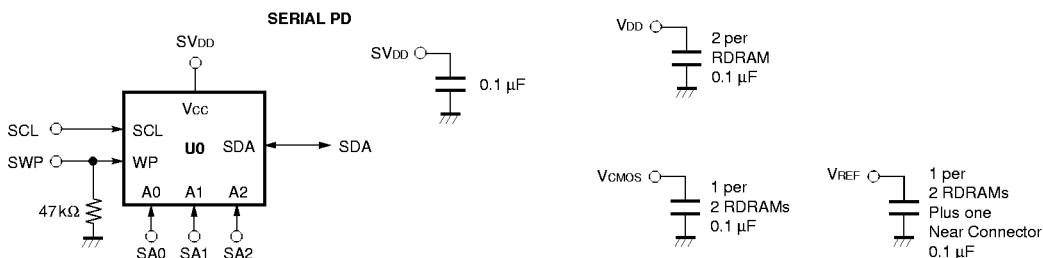 SERIAL PD
SVDD
SVDD
0.1 μF
VDD
2 per
RDRAM
0.1 μF
VCC
SCL
SCL
U0
SDA
SDA
SWP
WP
47kΩ
A0
A1
A2
SA0
SA1
SA2
VCMOS
1 per
2 RDRAMs
0.1 μF
VREF
1 per
2 RDRAMs
Plus one
Near Connector
0.1 μF